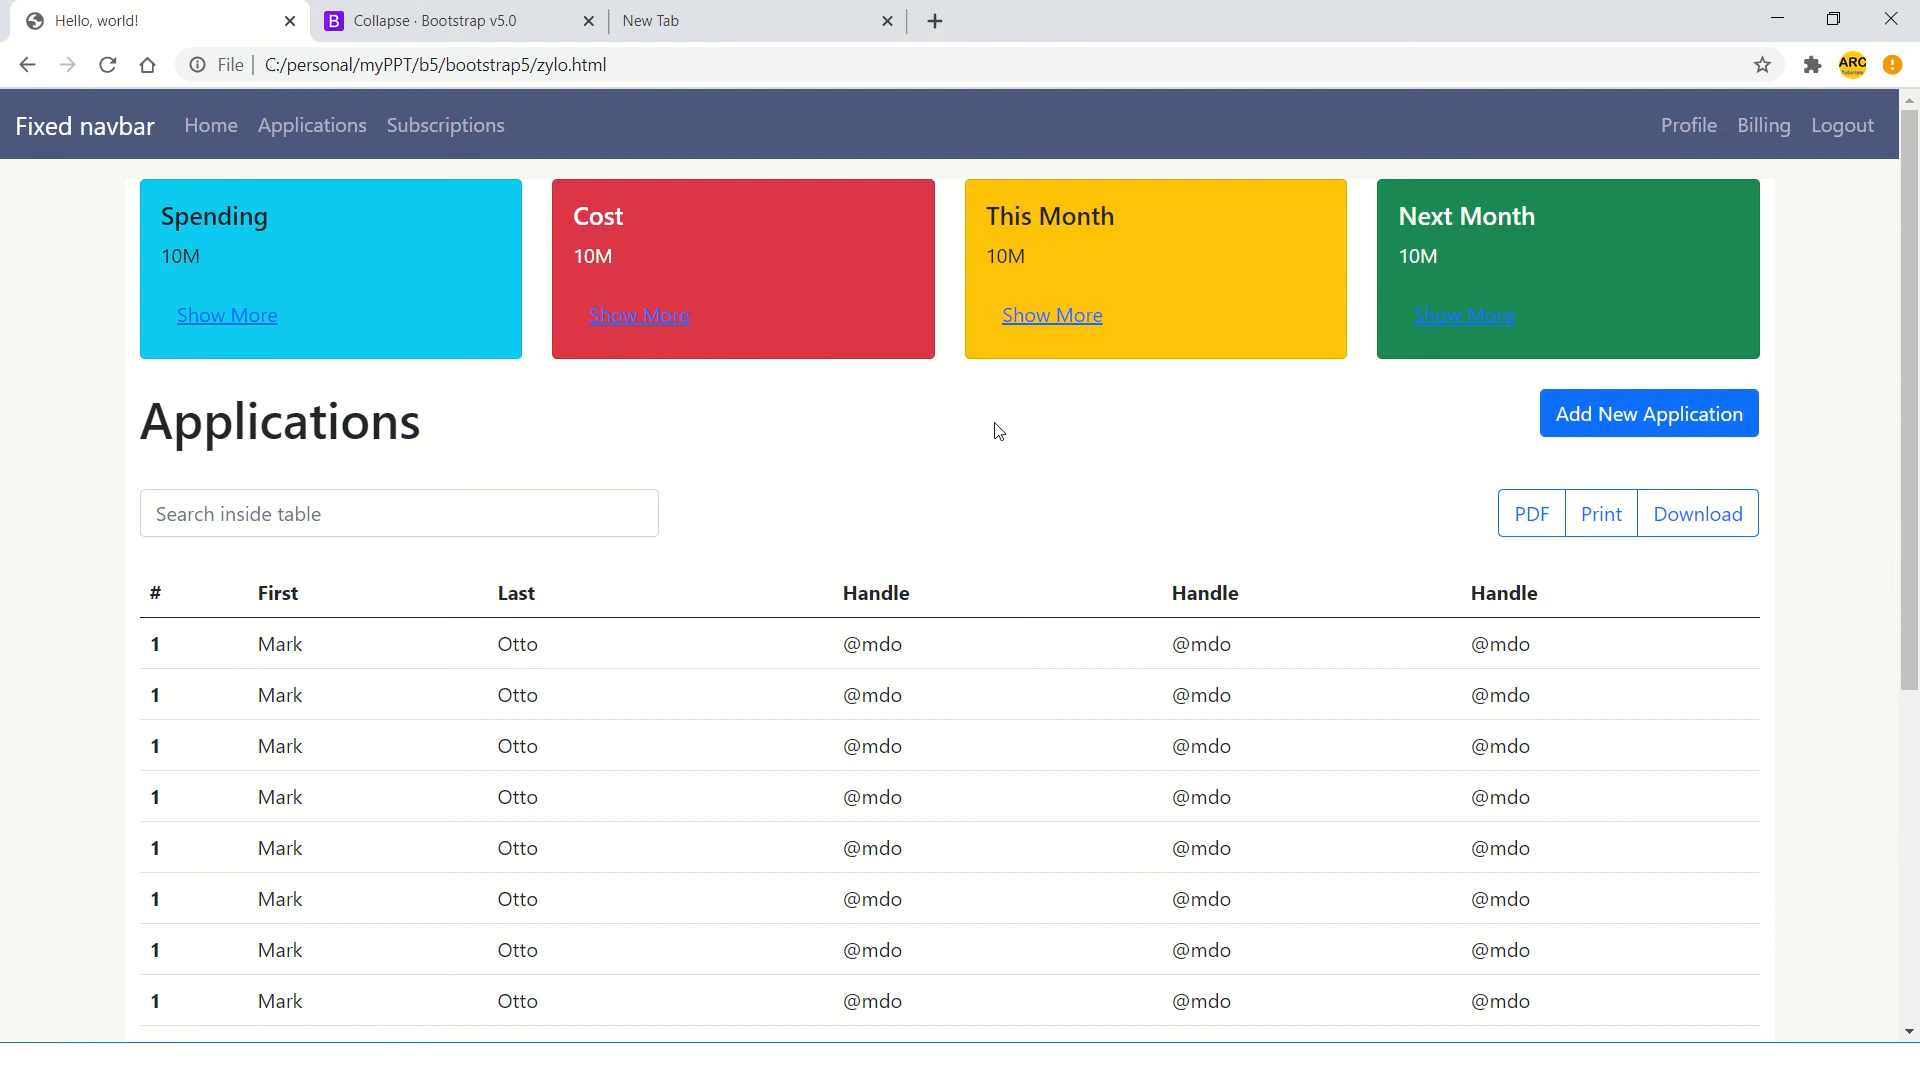 Hello, world!
Collapse · Bootstrap v5.0
New Tab
File C:/personal/myPPT/b5/bootstrap5/zylo.html
ARC
Tutorials
Fixed navbar Home Applications Subscriptions Profile Billing Logout
Spending Cost This Month Next Month
10M 10M 10M 10M
Show More Show More Show More Show More
Applications Add New Application
Search inside table PDF Print Download
# First Last Handle Handle Handle
1 Mark Otto @mdo @mdo @mdo
1 Mark Otto @mdo @mdo @mdo
1 Mark Otto @mdo @mdo @mdo
1 Mark Otto @mdo @mdo @mdo
1 Mark Otto @mdo @mdo @mdo
1 Mark Otto @mdo @mdo @mdo
1 Mark Otto @mdo @mdo @mdo
1 Mark Otto @mdo @mdo @mdo